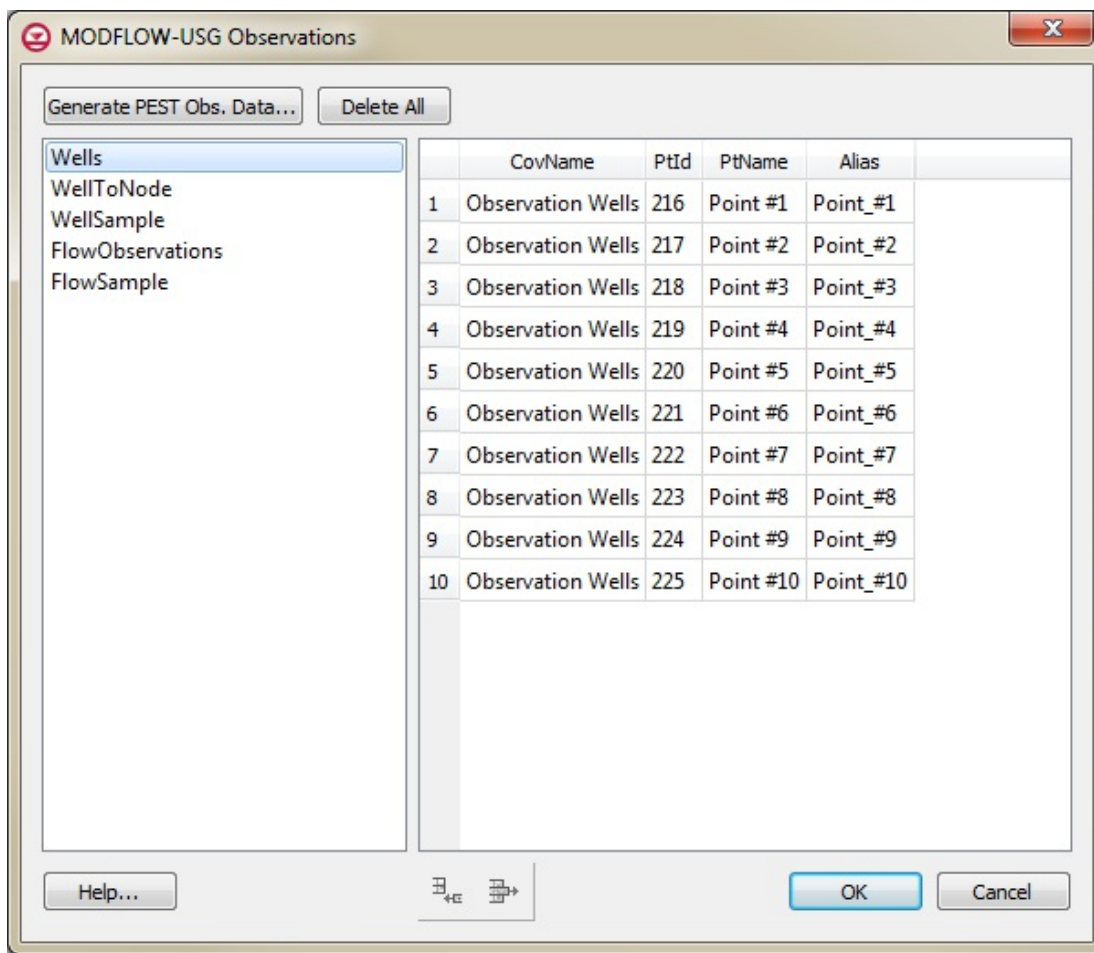 MODFLOW-USG Observations
Generate PEST Obs. Data... Delete All
Wells
WellToNode
WellSample
FlowObservations
FlowSample
CovName PtId PtName Alias
1 Observation Wells 216 Point #1 Point_#1
2 Observation Wells 217 Point #2 Point_#2
3 Observation Wells 218 Point #3 Point_#3
4 Observation Wells 219 Point #4 Point_#4
5 Observation Wells 220 Point #5 Point_#5
6 Observation Wells 221 Point #6 Point_#6
7 Observation Wells 222 Point #7 Point_#7
8 Observation Wells 223 Point #8 Point_#8
9 Observation Wells 224 Point #9 Point_#9
10 Observation Wells 225 Point #10 Point_#10
Help... OK Cancel